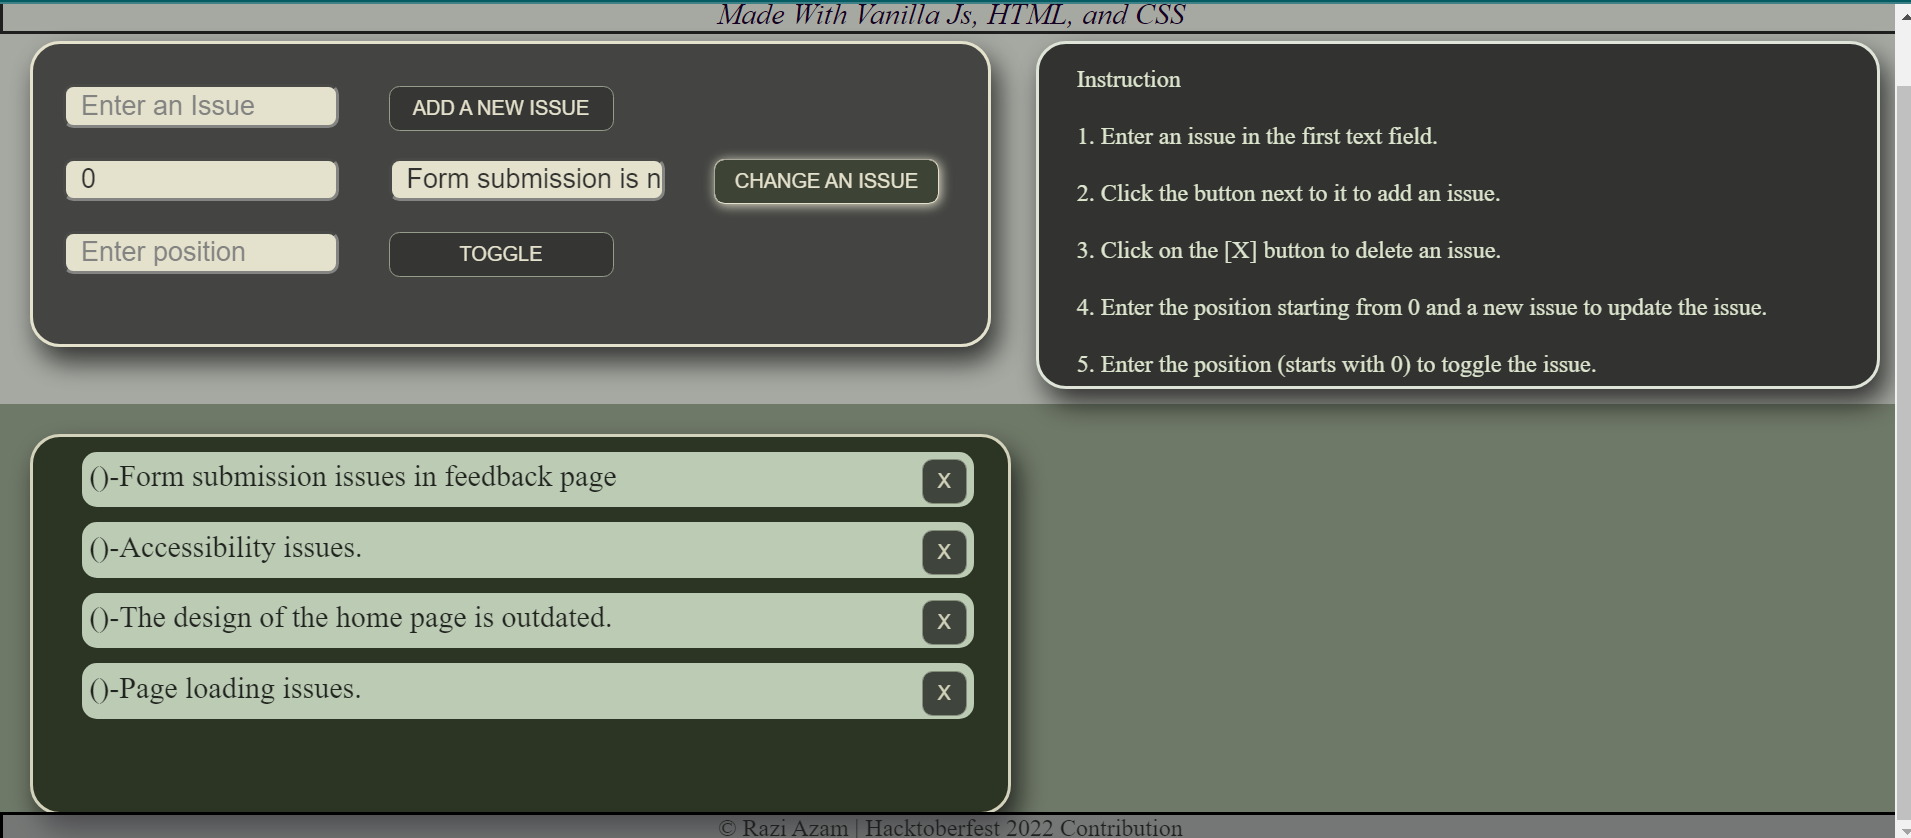 Made With Vanilla Js, HTML, and CSS
Enter an Issue
ADD A NEW ISSUE
0
Form submission is n
CHANGE AN ISSUE
Enter position
TOGGLE
Instruction
1. Enter an issue in the first text field.
2. Click the button next to it to add an issue.
3. Click on the [X] button to delete an issue.
4. Enter the position starting from 0 and a new issue to update the issue.
5. Enter the position (starts with 0) to toggle the issue.
()-Form submission issues in feedback page
X
()-Accessibility issues.
X
()-The design of the home page is outdated.
X
()-Page loading issues.
X
© Razi Azam | Hacktoberfest 2022 Contribution